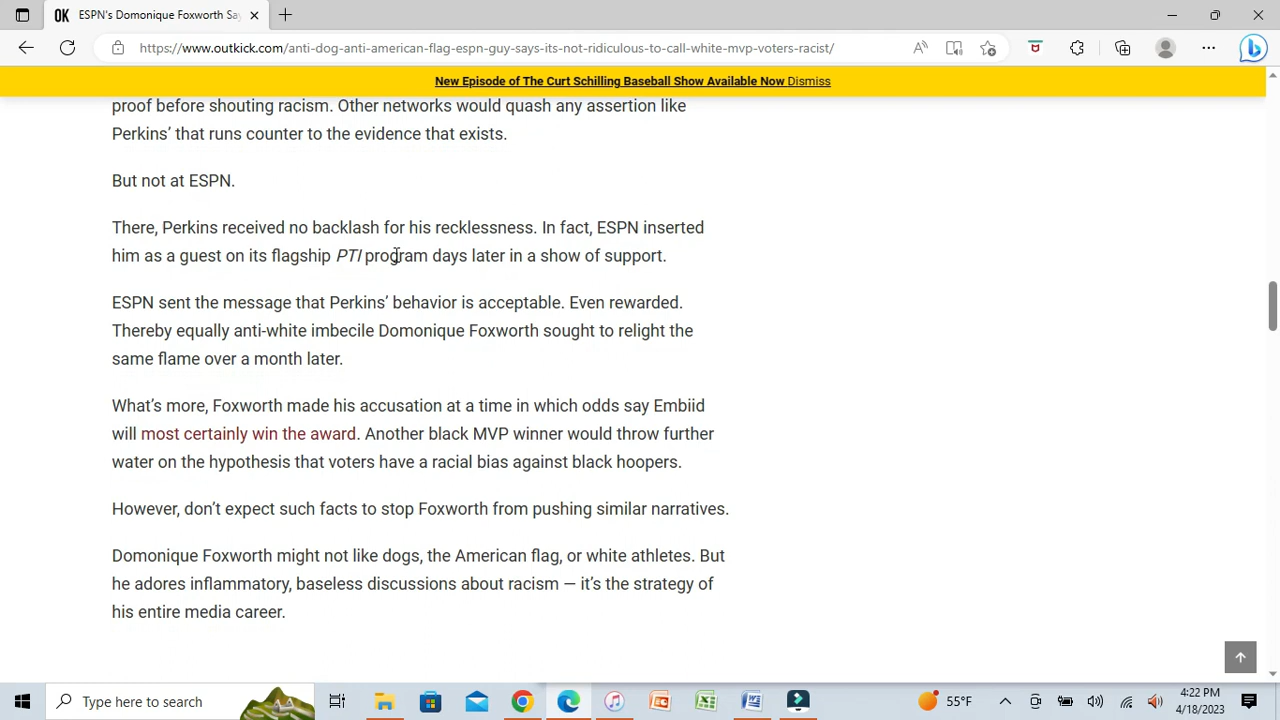 ESPN's Domonique Foxworth Say
https://www.outkick.com/anti-dog-anti-american-flag-espn-guy-says-its-not-ridiculous-to-call-white-mvp-voters-racist/
New Episode of The Curt Schilling Baseball Show Available Now Dismiss
proof before shouting racism. Other networks would quash any assertion like
Perkins’ that runs counter to the evidence that exists.
But not at ESPN.
There, Perkins received no backlash for his recklessness. In fact, ESPN inserted
him as a guest on its flagship PTI program days later in a show of support.
ESPN sent the message that Perkins’ behavior is acceptable. Even rewarded.
Thereby equally anti-white imbecile Domonique Foxworth sought to relight the
same flame over a month later.
What’s more, Foxworth made his accusation at a time in which odds say Embiid
will most certainly win the award. Another black MVP winner would throw further
water on the hypothesis that voters have a racial bias against black hoopers.
However, don’t expect such facts to stop Foxworth from pushing similar narratives.
Domonique Foxworth might not like dogs, the American flag, or white athletes. But
he adores inflammatory, baseless discussions about racism — it’s the strategy of
his entire media career.
Type here to search
55°F
4:22 PM
4/18/2023